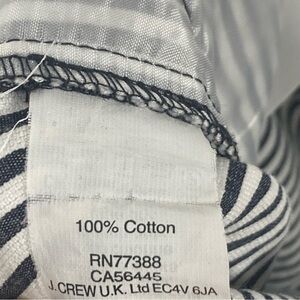 100% Cotton
RN77388
CA56445
J.CREW U.K. Ltd EC4V 6JA